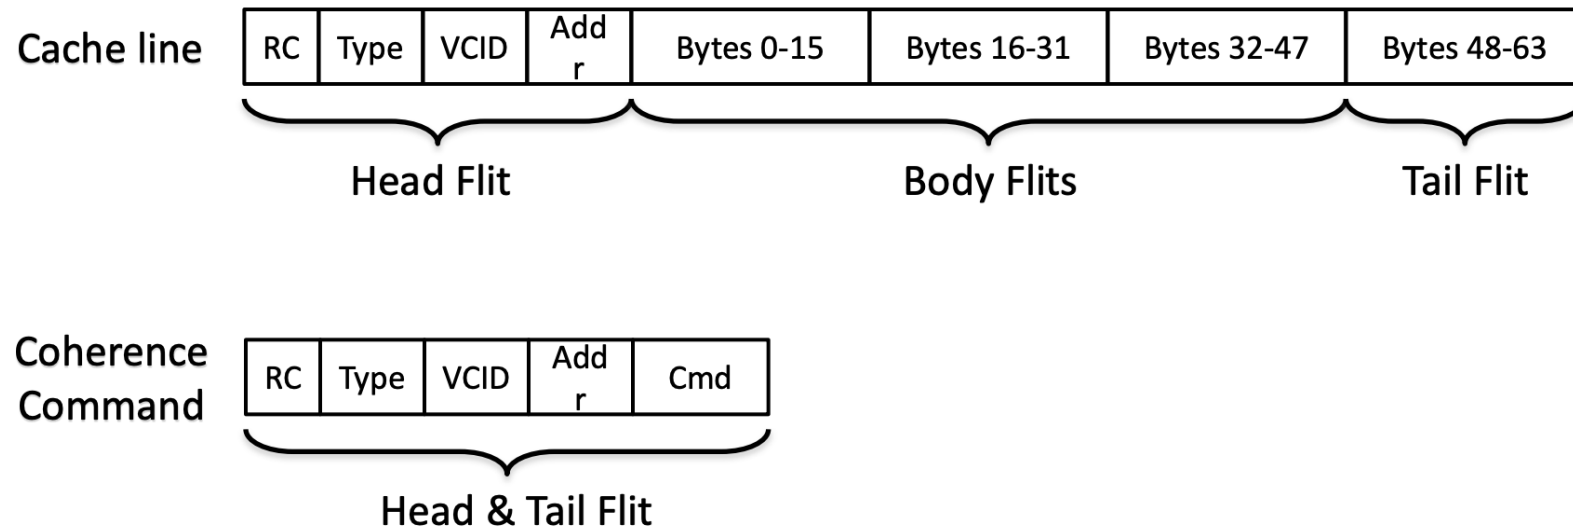 Cache line
RC Type VCID Add
r
Bytes 0-15 Bytes 16-31 Bytes 32-47 Bytes 48-63
Head Flit Body Flits Tail Flit
Coherence
Command
RC Type VCID Add
r
Cmd
Head & Tail Flit